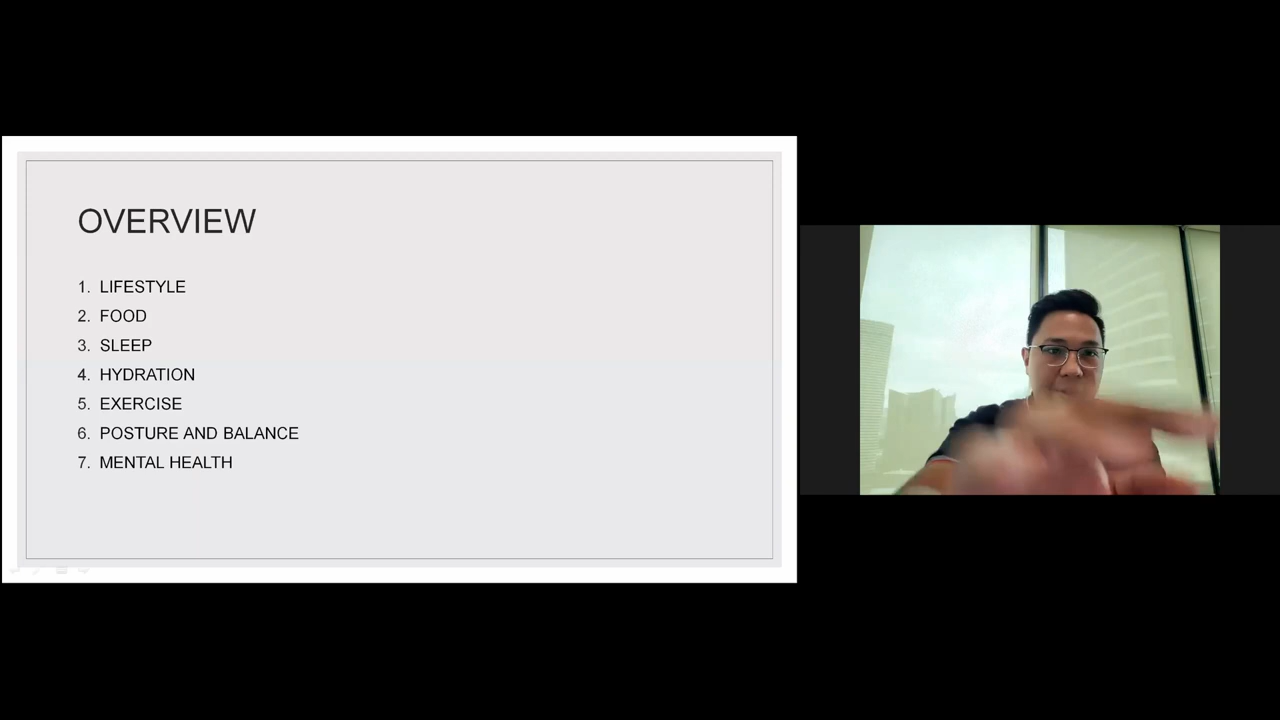 OVERVIEW
1. LIFESTYLE
2. FOOD
3. SLEEP
4. HYDRATION
5. EXERCISE
6. POSTURE AND BALANCE
7. MENTAL HEALTH